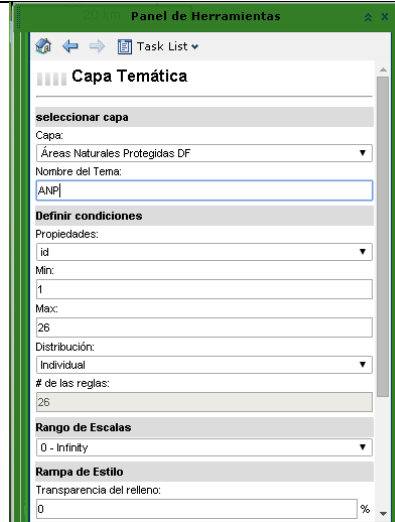 20 km
Panel de Herramientas
Task List
Capa Temática
seleccionar capa
Capa:
Áreas Naturales Protegidas DF
Nombre del Tema:
ANP
Definir condiciones
Propiedades:
id
Min:
1
Max:
26
Distribución:
Individual
# de las reglas:
26
Rango de Escalas
0 - Infinity
Rampa de Estilo
Transparencia del relleno:
0 %